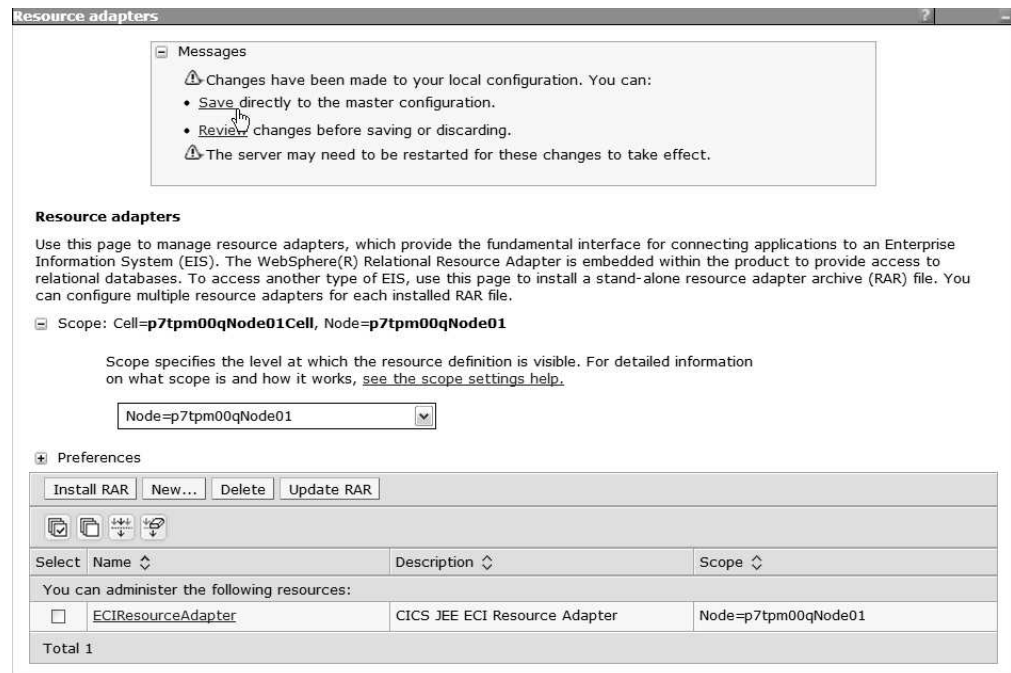 Resource adapters ? –
Messages
Changes have been made to your local configuration. You can:
• Save directly to the master configuration.
• Review changes before saving or discarding.
The server may need to be restarted for these changes to take effect.
Resource adapters
Use this page to manage resource adapters, which provide the fundamental interface for connecting applications to an Enterprise
Information System (EIS). The WebSphere(R) Relational Resource Adapter is embedded within the product to provide access to
relational databases. To access another type of EIS, use this page to install a stand-alone resource adapter archive (RAR) file. You
can configure multiple resource adapters for each installed RAR file.
Scope: Cell=p7tpm00qNode01Cell, Node=p7tpm00qNode01
Scope specifies the level at which the resource definition is visible. For detailed information
on what scope is and how it works, see the scope settings help.
Node=p7tpm00qNode01
Preferences
Install RAR New... Delete Update RAR
Select Name Description Scope
You can administer the following resources:
ECIResourceAdapter CICS JEE ECI Resource Adapter Node=p7tpm00qNode01
Total 1